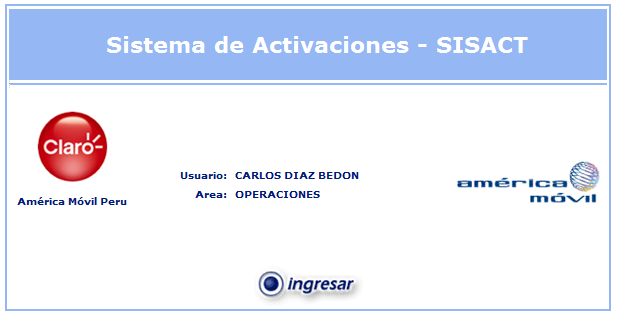 Sistema de Activaciones - SISACT
Claro
América Móvil Peru
Usuario: CARLOS DIAZ BEDON
Area: OPERACIONES
américa
móvil
ingresar